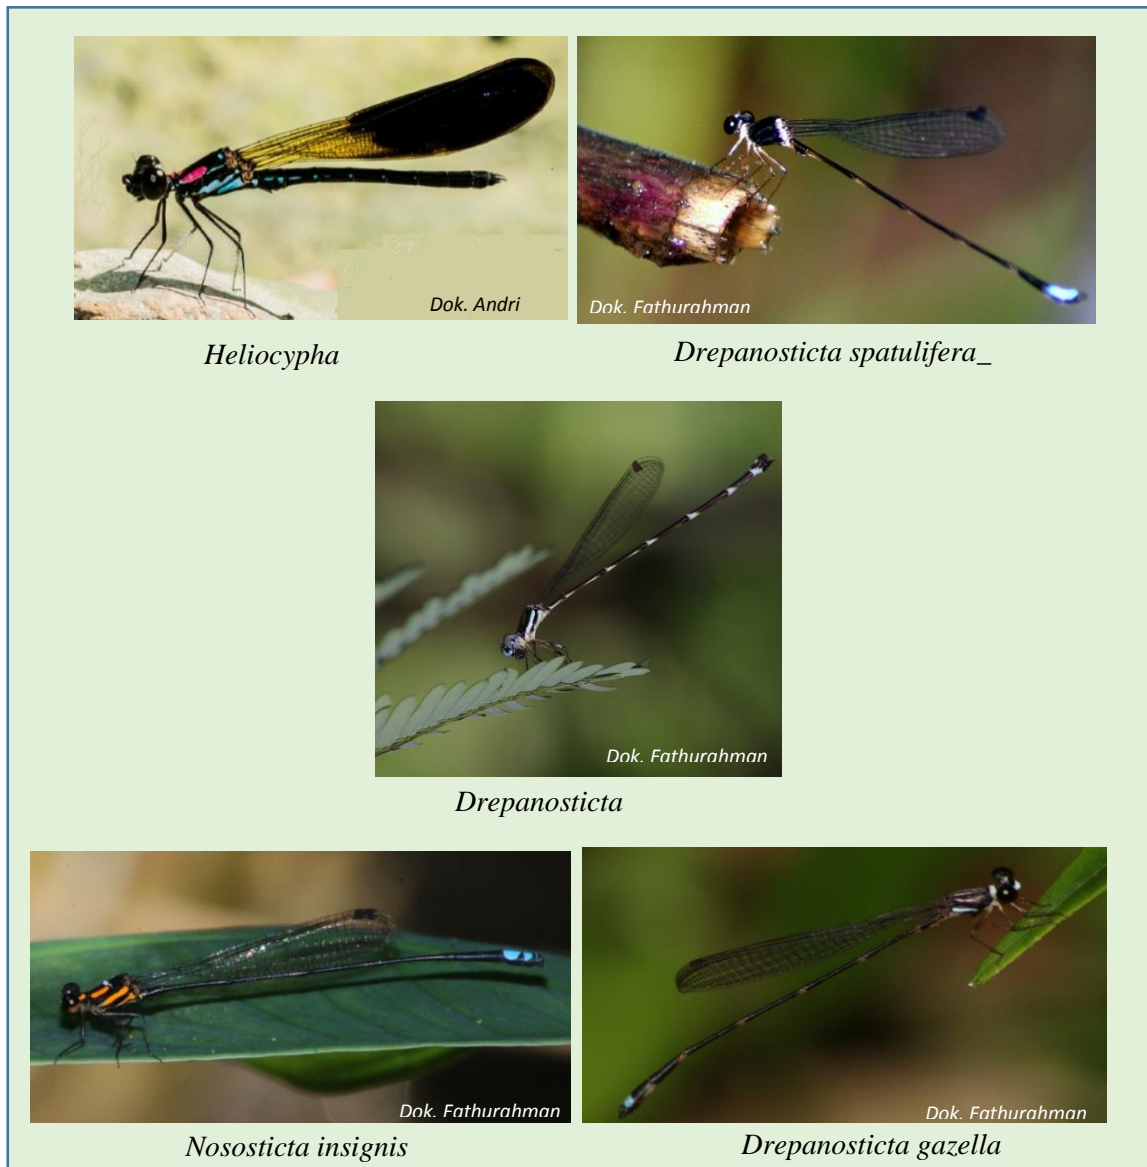 Dok. Andri
Dok. Fathurahman
Heliocypha
Drepanosticta spatulifera_
Dok. Fathurahman
Drepanosticta
Dok. Fathurahman
Dok. Fathurahman
Nososticta insignis
Drepanosticta gazella